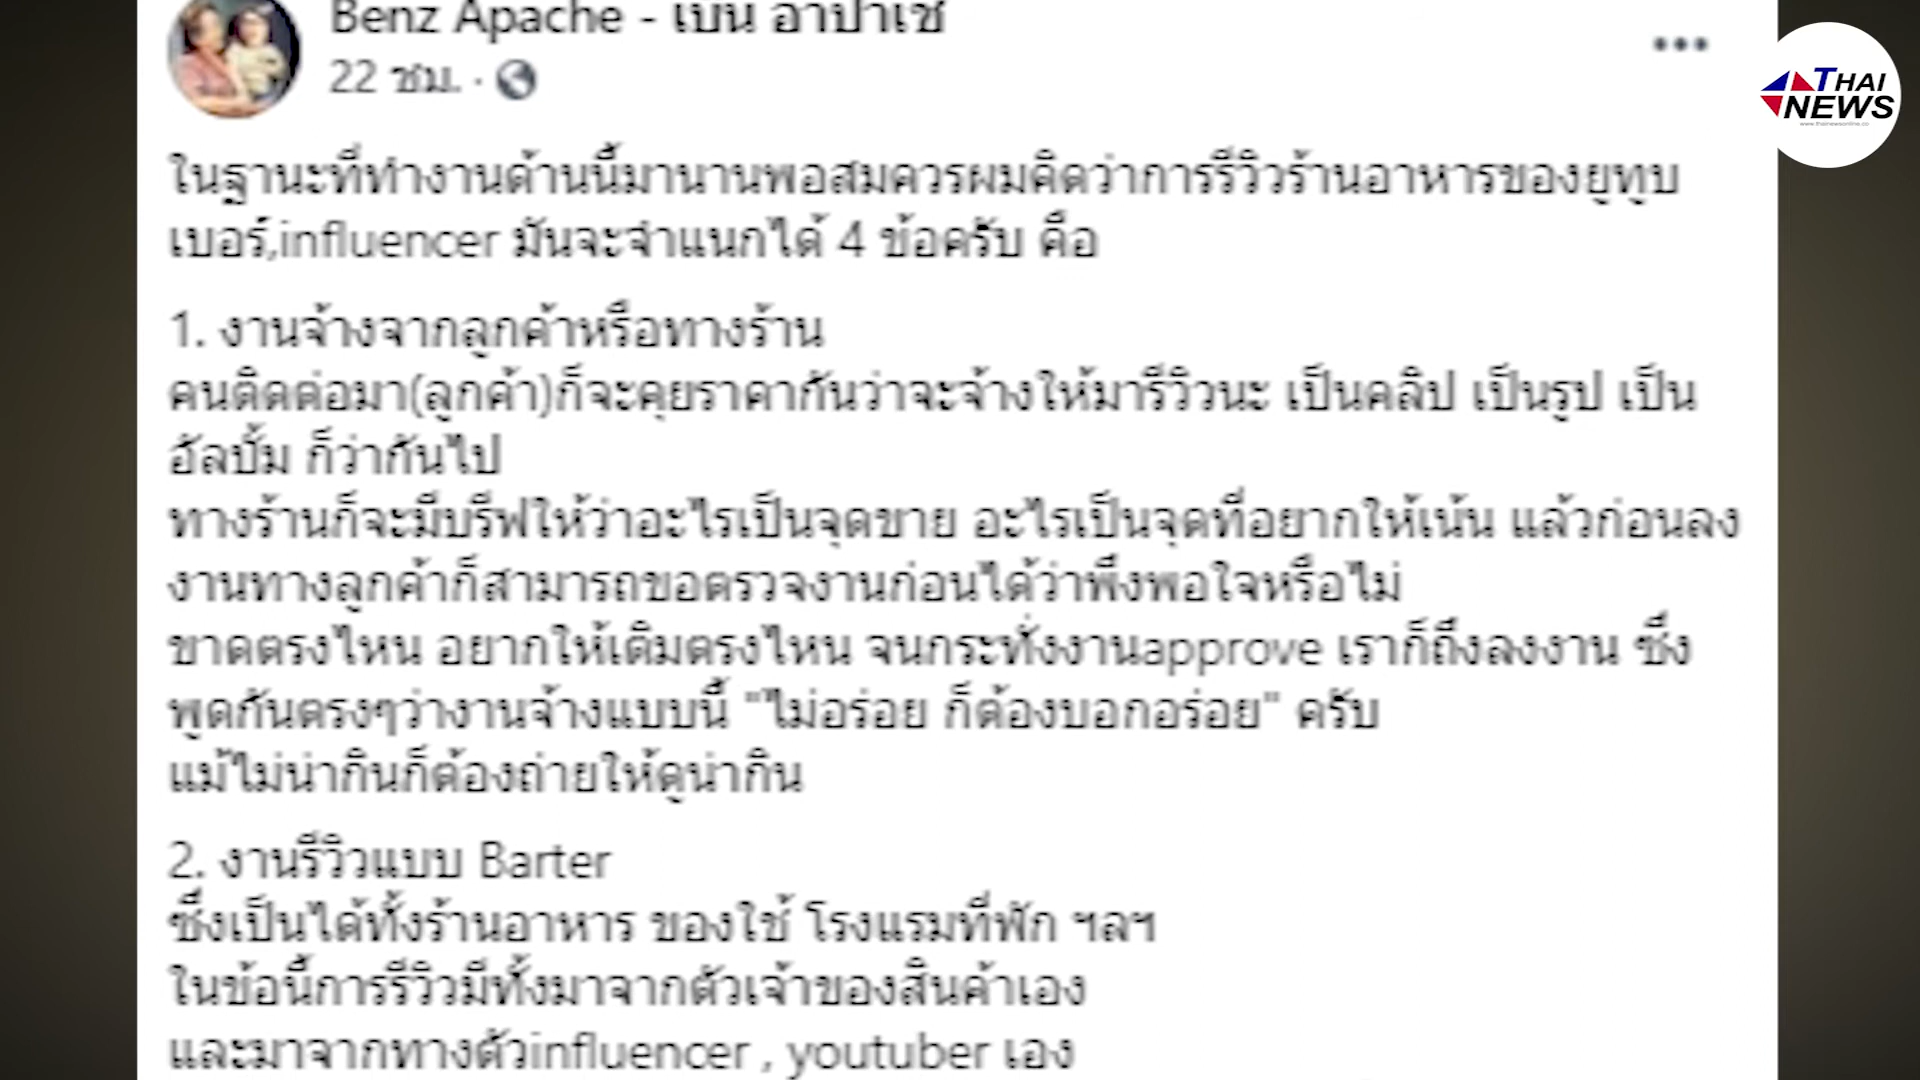 Benz Apache - เบ๊น อาปาเช่
22 ชม. ·
THAI NEWS
ในฐานะที่ทำงานด้านนี้มานานพอสมควรผมคิดว่าการรีวิวร้านอาหารของยูทูบ
เบอร์,influencer มันจะจำแนกได้ 4 ข้อครับ คือ
1. งานจ้างจากลูกค้าหรือทางร้าน
คนติดต่อมา(ลูกค้า)ก็จะคุยราคากันว่าจะจ้างให้มารีวิวนะ เป็นคลิป เป็นรูป เป็น
อัลบั้ม ก็ว่ากันไป
ทางร้านก็จะมีบรีฟให้ว่าอะไรเป็นจุดขาย อะไรเป็นจุดที่อยากให้เน้น แล้วก่อนลง
งานทางลูกค้าก็สามารถขอตรวจงานก่อนได้ว่าพึงพอใจหรือไม่
ขาดตรงไหน อยากให้เติมตรงไหน จนกระทั่งงานapprove เราก็ถึงลงงาน ซึ่ง
พูดกันตรงๆว่างานจ้างแบบนี้ "ไม่อร่อย ก็ต้องบอกอร่อย" ครับ
แม้ไม่น่ากินก็ต้องถ่ายให้ดูน่ากิน
2. งานรีวิวแบบ Barter
ซึ่งเป็นได้ทั้งร้านอาหาร ของใช้ โรงแรมที่พัก ฯลฯ
ในข้อนี้การรีวิวมีทั้งมาจากตัวเจ้าของสินค้าเอง
และมาจากทางตัวinfluencer , youtuber เอง